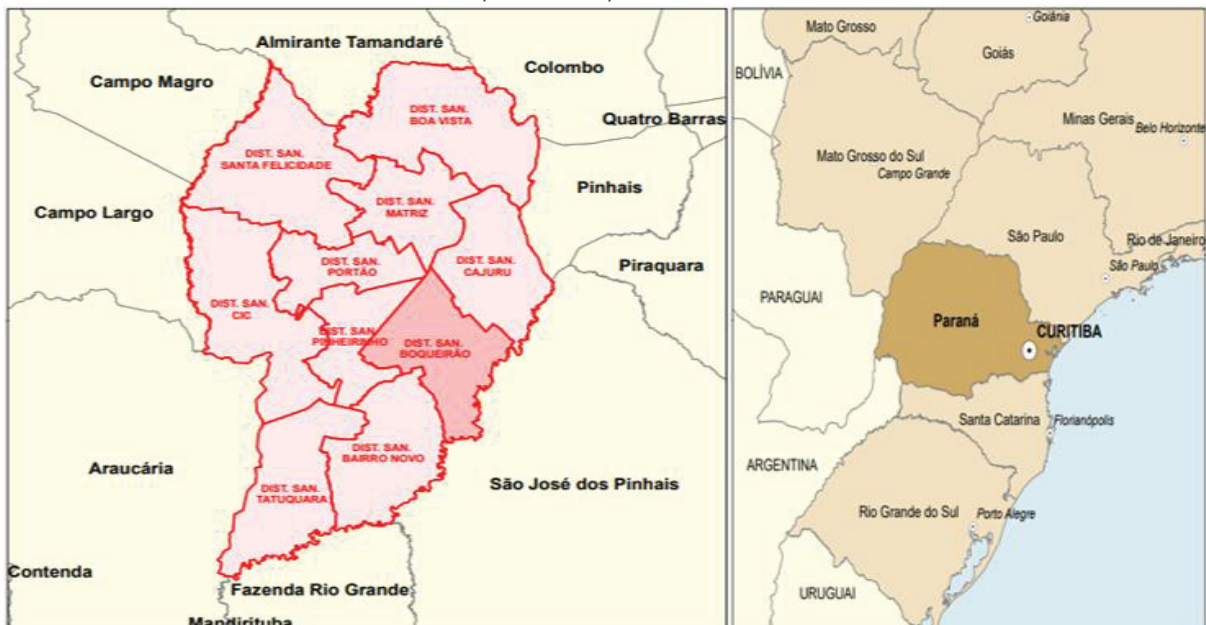 Almirante Tamandaré
Colombo
Campo Magro
DIST. SAN.
BOA VISTA
Quatro Barras
DIST. SAN.
SANTA FELICIDADE
Pinhais
DIST. SAN.
MATRIZ
Campo Largo
DIST. SAN.
PORTÃO
DIST. SAN.
CAJURU
Piraquara
DIST. SAN.
CIC
DIST. SAN.
PINHEIRINHO
DIST. SAN.
BOQUEIRÃO
DIST. SAN.
BAIRRO NOVO
Araucária
DIST. SAN.
TATUQUARA
São José dos Pinhais
Contenda
Fazenda Rio Grande
Mandirituba
Mato Grosso
Goiânia
Goiás
BOLÍVIA
Minas Gerais
Belo Horizonte
Mato Grosso do Sul
Campo Grande
São Paulo
Rio de Janeiro
São Paulo
PARAGUAI
Paraná
CURITIBA
Santa Catarina
Florianópolis
ARGENTINA
Rio Grande do Sul
Porto Alegre
URUGUAI